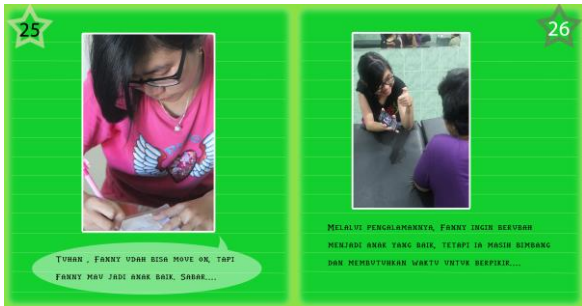 25
TUHAN , FANNY UDAH BISA MOVE ON, TAPI
FANNY MAU JADI ANAK BAIK. SABAR....
26
MELALUI PENGALAMANNYA, FANNY INGIN BERUBAH
MENJADI ANAK YANG BAIK, TETAPI IA MASIH BIMBANG
DAN MEMBUTUHKAN WAKTU UNTUK BERPIKIR....